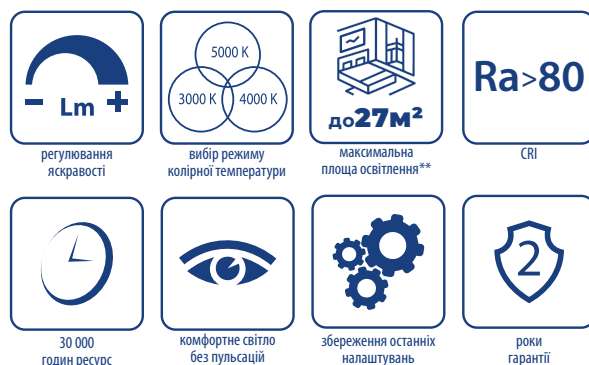 - Lm +
регулювання
яскравості
5000 K
3000 K
4000 K
вибір режиму
колірної температури
до27м²
максимальна
площа освітлення**
Ra>80
CRI
30 000
годин ресурс
комфортне світло
без пульсацій
збереження останніх
налаштувань
2
роки
гарантії